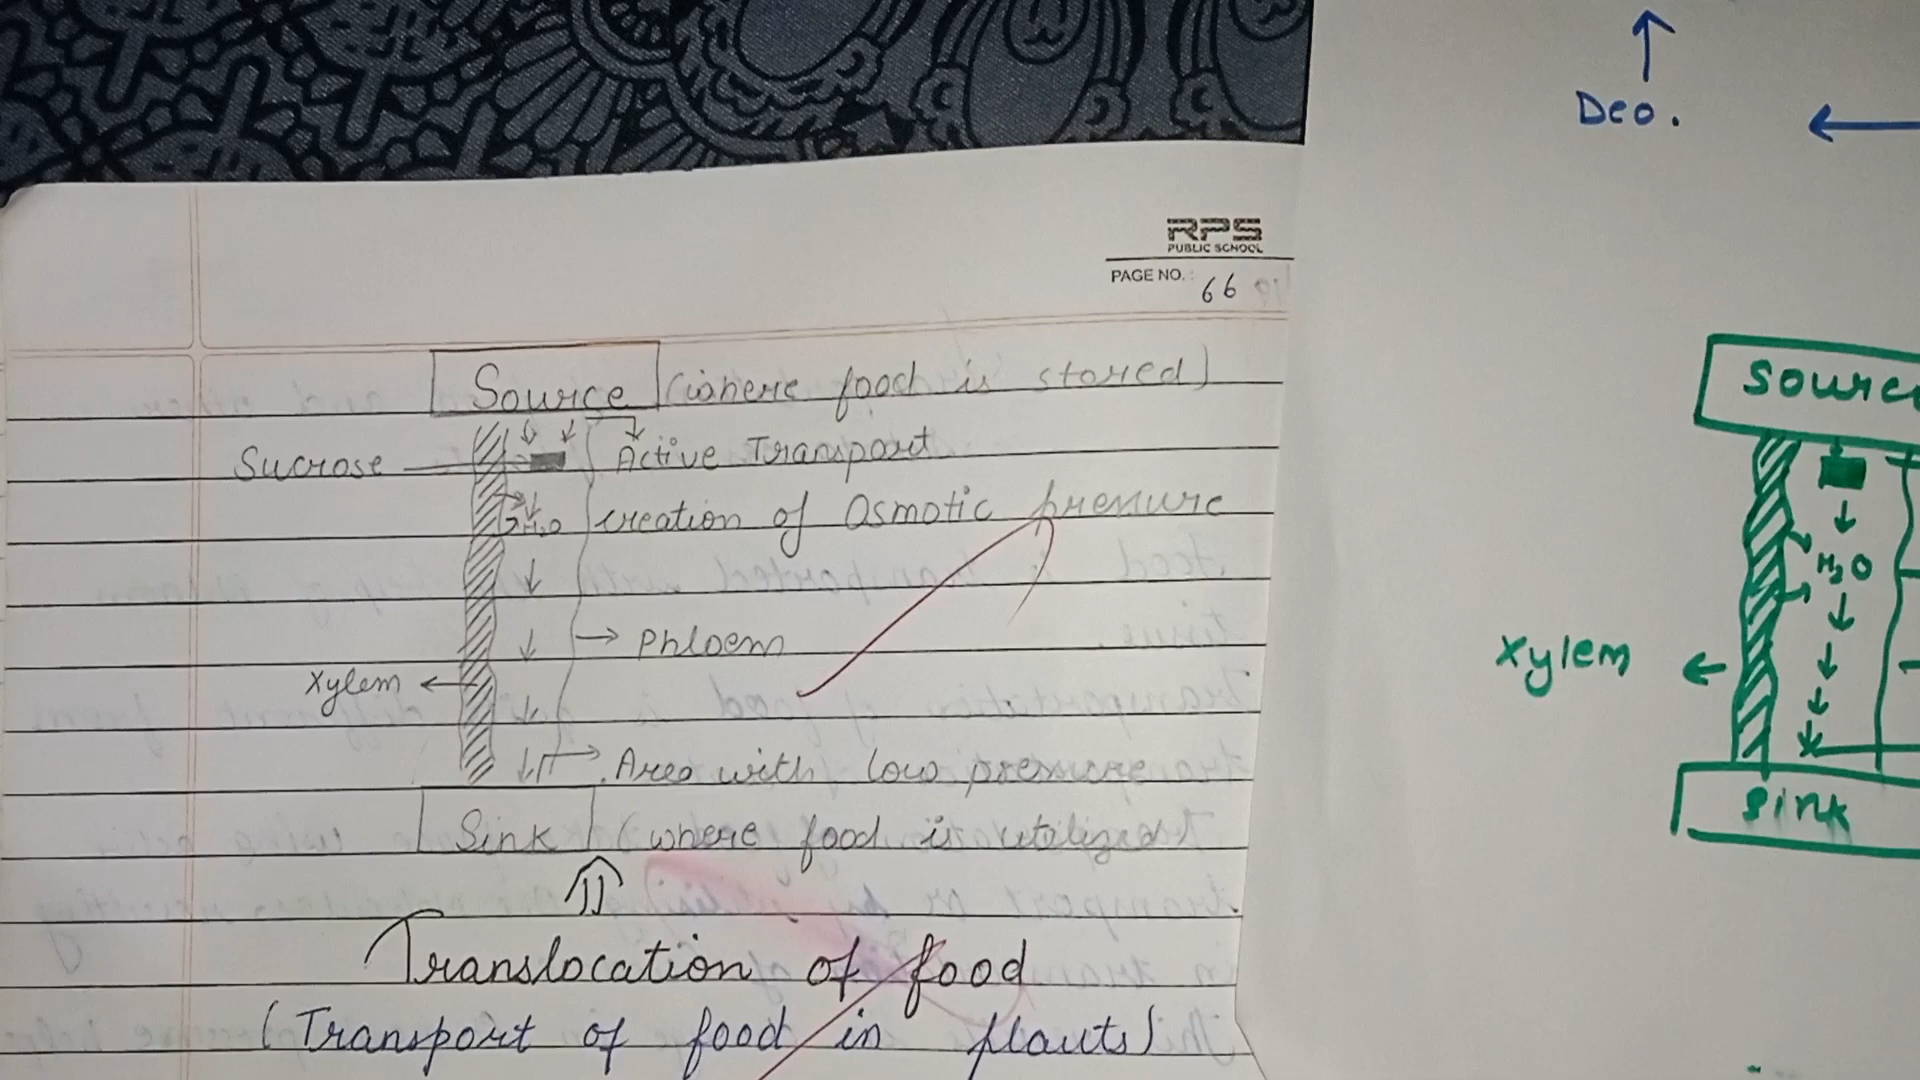 RPS
PUBLIC SCHOOL
PAGE NO. 66
Source (where food is stored)
Sucrose
Active Transport
H₂O creation of Osmotic pressure
→ Phloem
Xylem ←
→ Area with low pressure
Sink (where food is utilized)
Translocation of food
(Transport of food in plants)
↑
Deo. ←
Source
H₂O
Xylem ←
Sink